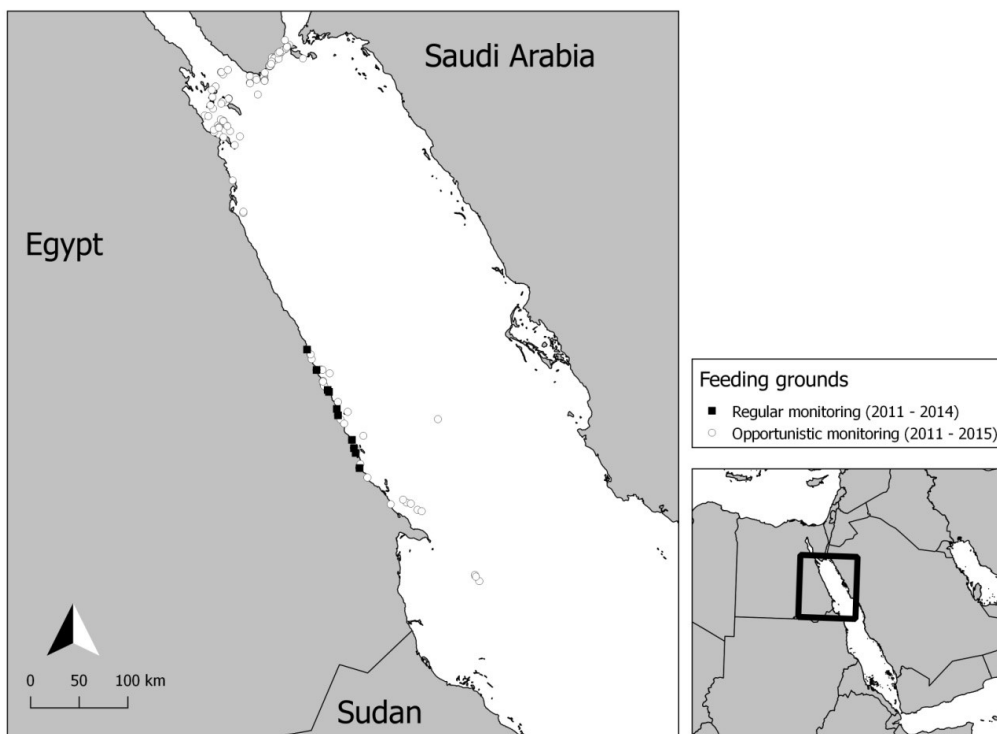 Saudi Arabia
Egypt
Feeding grounds
Regular monitoring (2011 - 2014)
Opportunistic monitoring (2011 - 2015)
0 50 100 km
Sudan